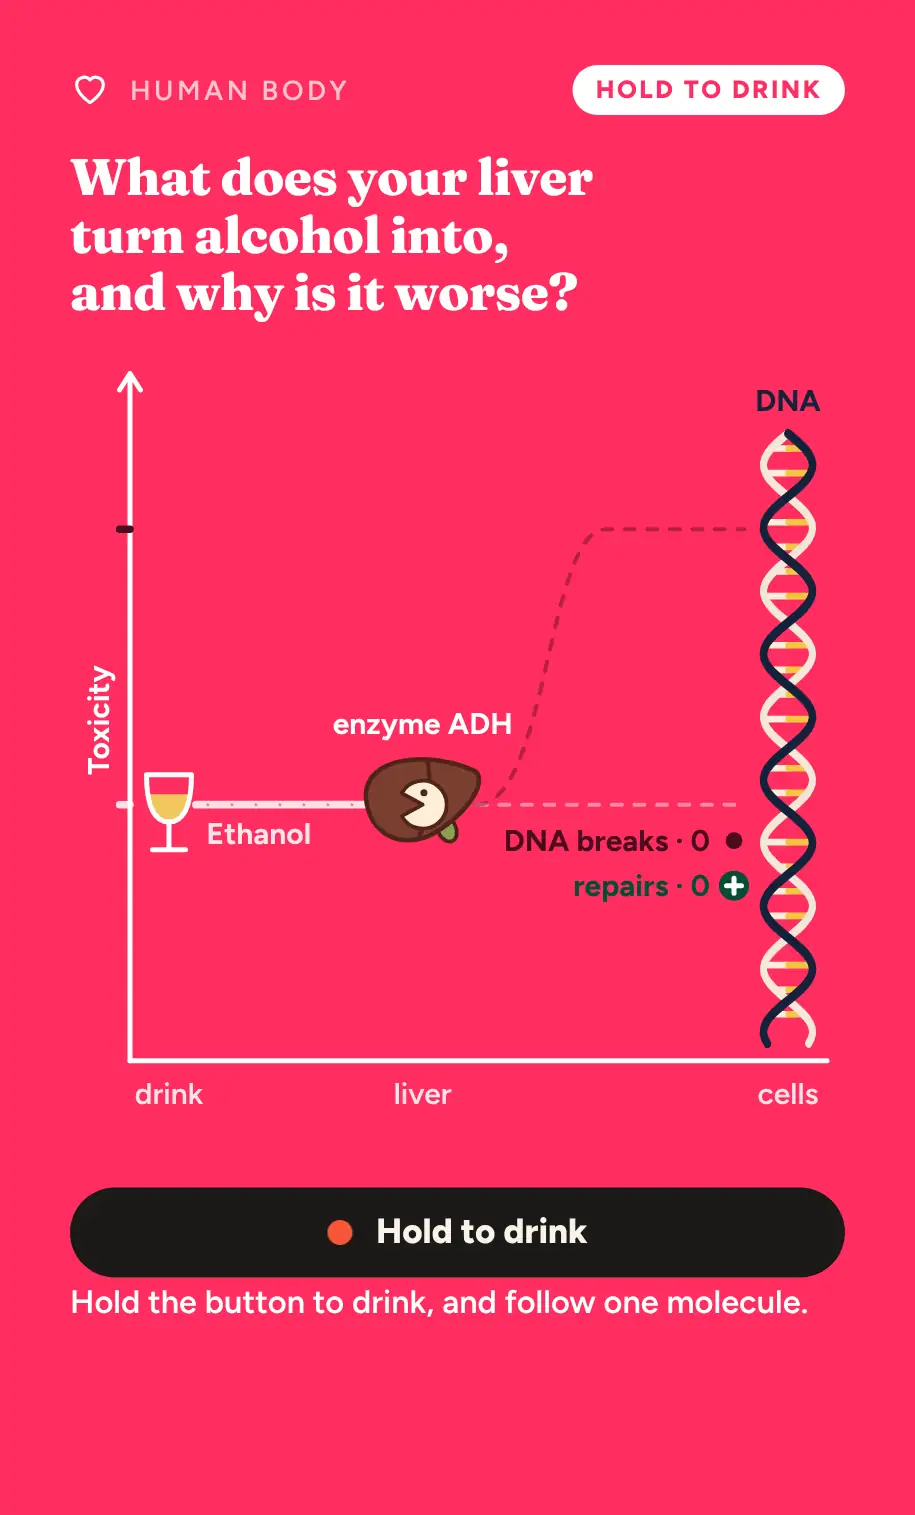 HUMAN BODY
HOLD TO DRINK
What does your liver
turn alcohol into,
and why is it worse?
DNA
Toxicity
enzyme ADH
Ethanol
DNA breaks · 0
repairs · 0
drink
liver
cells
Hold to drink
Hold the button to drink, and follow one molecule.